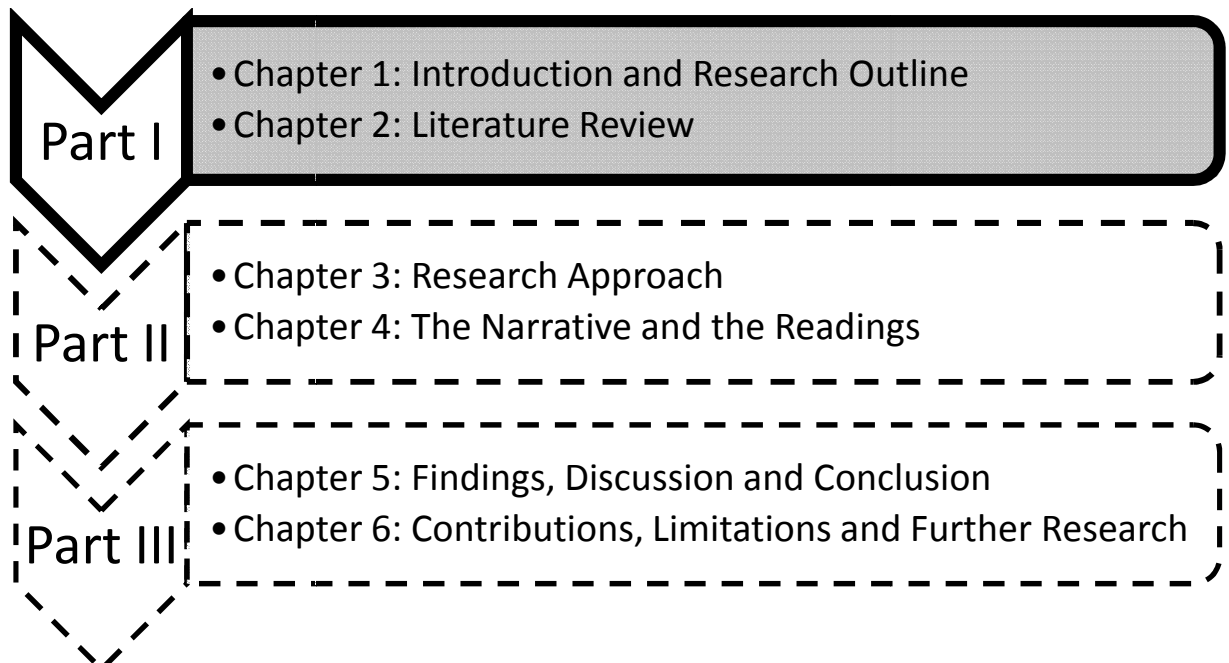 Part I
• Chapter 1: Introduction and Research Outline
• Chapter 2: Literature Review
Part II
• Chapter 3: Research Approach
• Chapter 4: The Narrative and the Readings
Part III
• Chapter 5: Findings, Discussion and Conclusion
• Chapter 6: Contributions, Limitations and Further Research